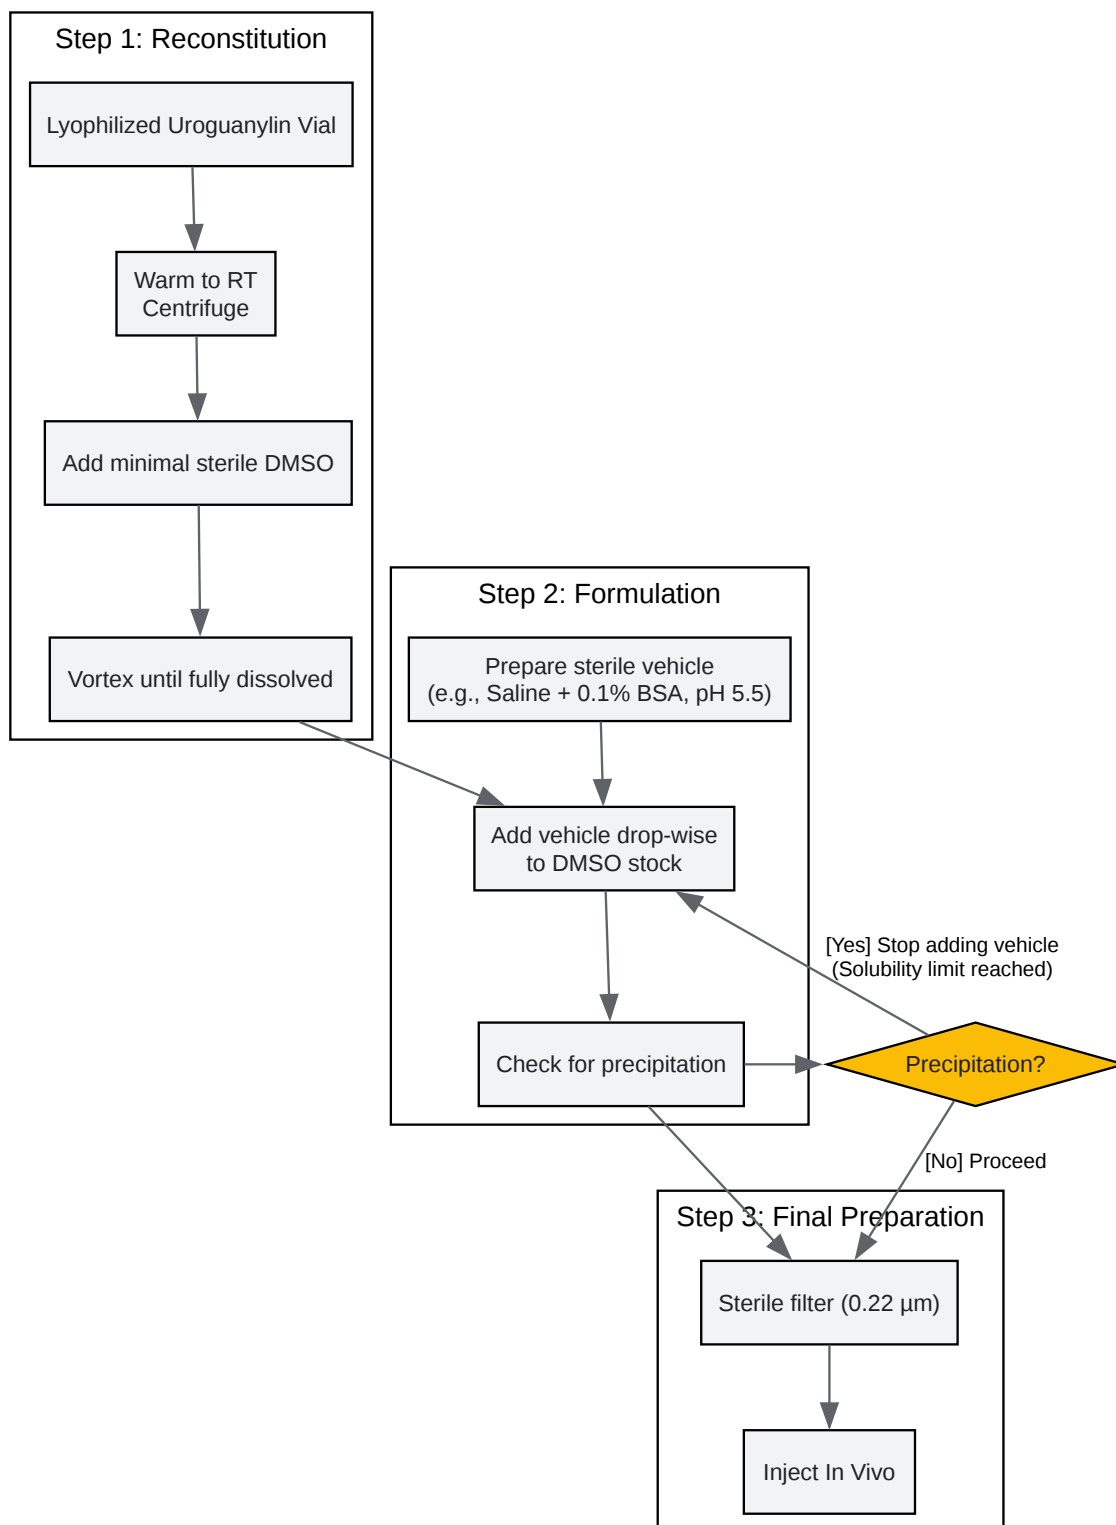 Step 1: Reconstitution
Lyophilized Uroguanylin Vial
Warm to RT
Centrifuge
Add minimal sterile DMSO
Vortex until fully dissolved
Step 2: Formulation
Prepare sterile vehicle
(e.g., Saline + 0.1% BSA, pH 5.5)
Add vehicle drop-wise
to DMSO stock
Check for precipitation
[Yes] Stop adding vehicle
(Solubility limit reached)
Precipitation?
[No] Proceed
Step 3: Final Preparation
Sterile filter (0.22 µm)
Inject In Vivo